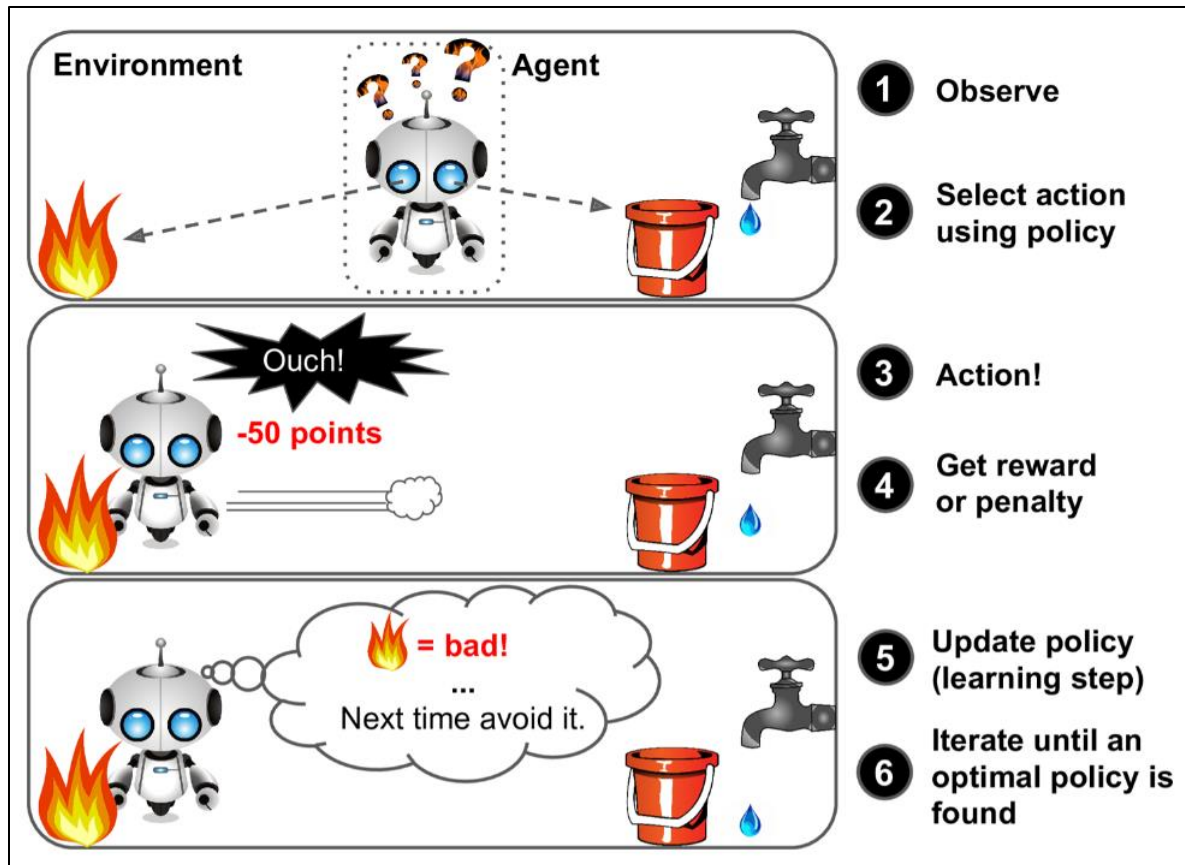 Environment
Agent
? ? ?
1 Observe
2 Select action
using policy
Ouch!
-50 points
3 Action!
4 Get reward
or penalty
= bad!
...
Next time avoid it.
5 Update policy
(learning step)
6 Iterate until an
optimal policy is
found